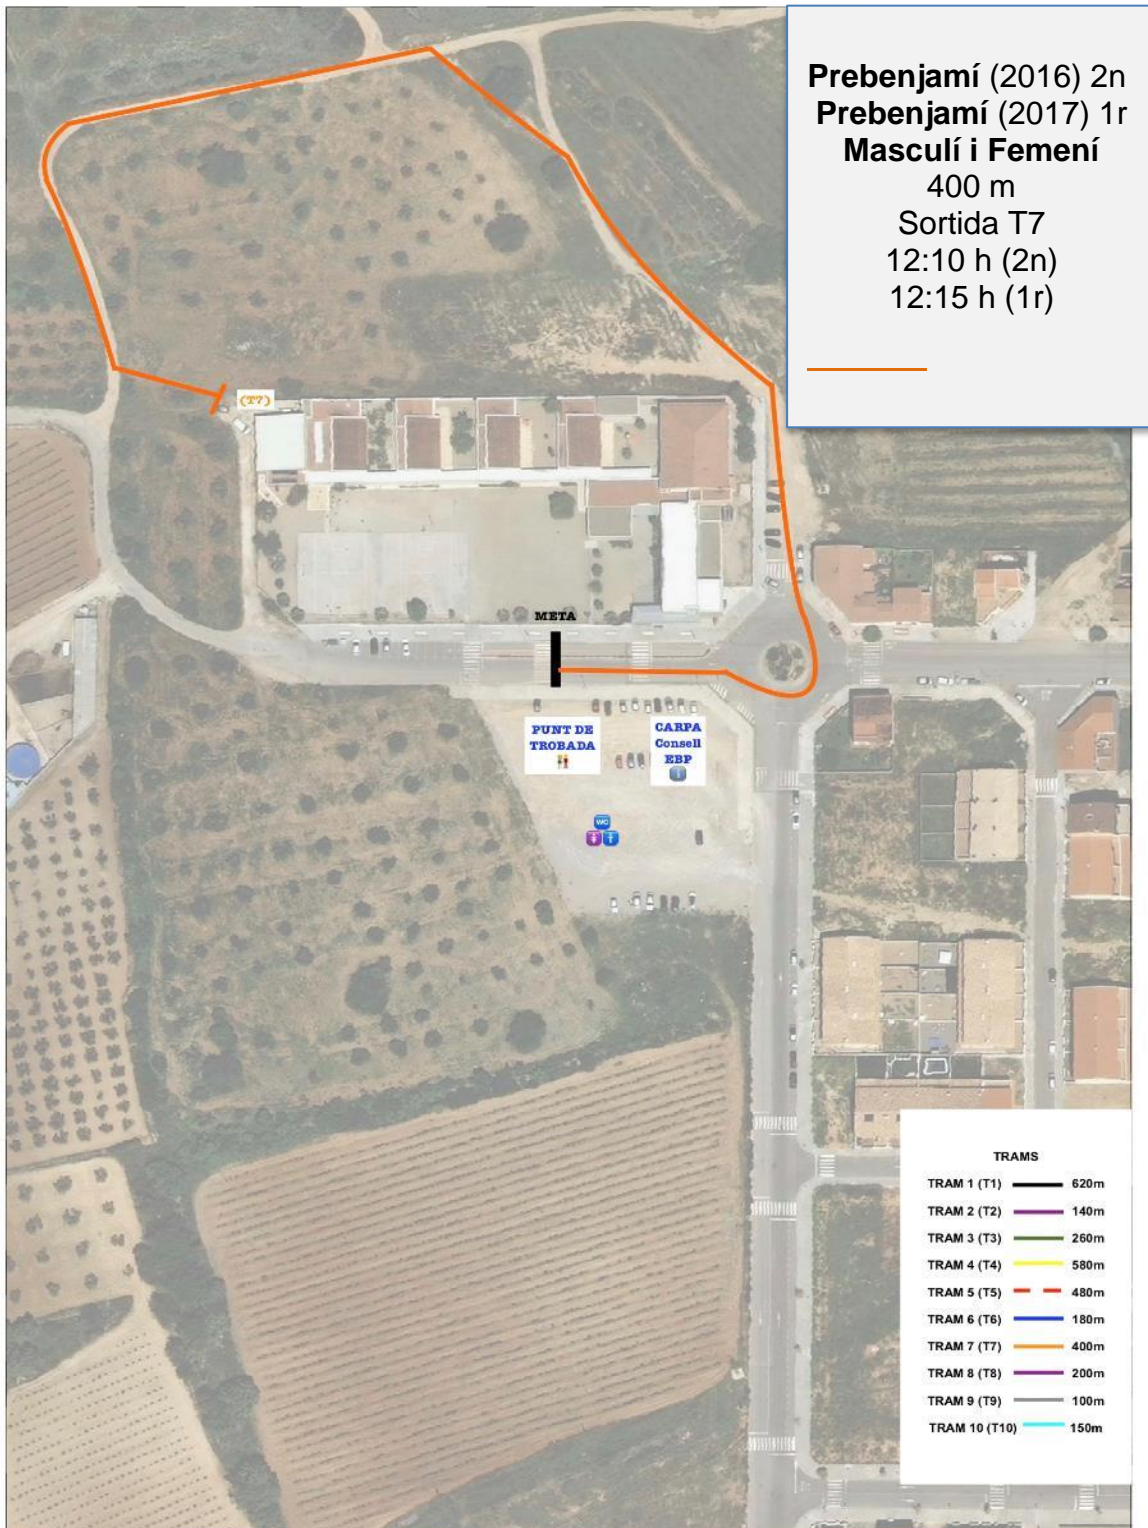 Prebenjamí (2016) 2n
Prebenjamí (2017) 1r
Masculí i Femení
400 m
Sortida T7
12:10 h (2n)
12:15 h (1r)
(T7)
META
PUNT DE
TROBADA
CARPA
Consell
EBP
WC
TRAMS
TRAM 1 (T1) 620m
TRAM 2 (T2) 140m
TRAM 3 (T3) 260m
TRAM 4 (T4) 580m
TRAM 5 (T5) 480m
TRAM 6 (T6) 180m
TRAM 7 (T7) 400m
TRAM 8 (T8) 200m
TRAM 9 (T9) 100m
TRAM 10 (T10) 150m